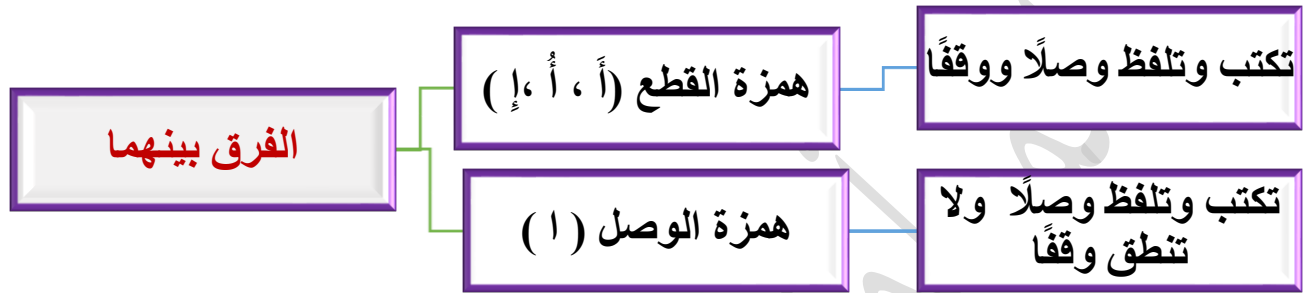 الفرق بينهما
همزة القطع (أَ ، أُ ،إِ )
تكتب وتلفظ وصلًا ووقفًا
همزة الوصل ( ا )
تكتب وتلفظ وصلًا ولا
تنطق وقفًا